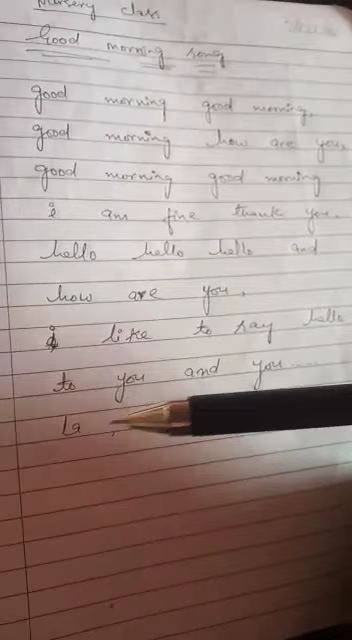 Nursery class
Good morning song
good morning good morning,
good morning how are you,
good morning good morning
i am fine thank you.
hello hello hello and
how are you,
i like to say hello
to you and you....
La ,